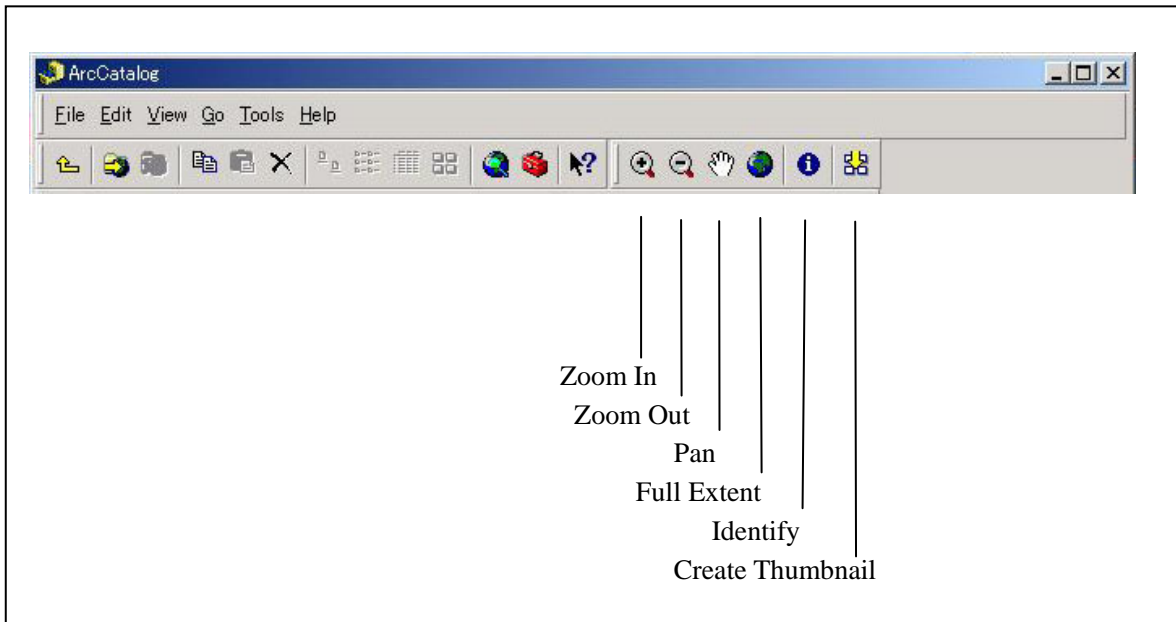 ArcCatalog
File Edit View Go Tools Help
Zoom In
Zoom Out
Pan
Full Extent
Identify
Create Thumbnail